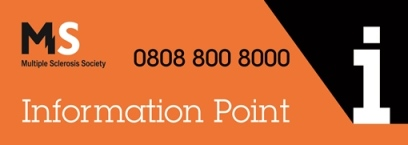 MS
Multiple Sclerosis Society
0808 800 8000
Information Point
i